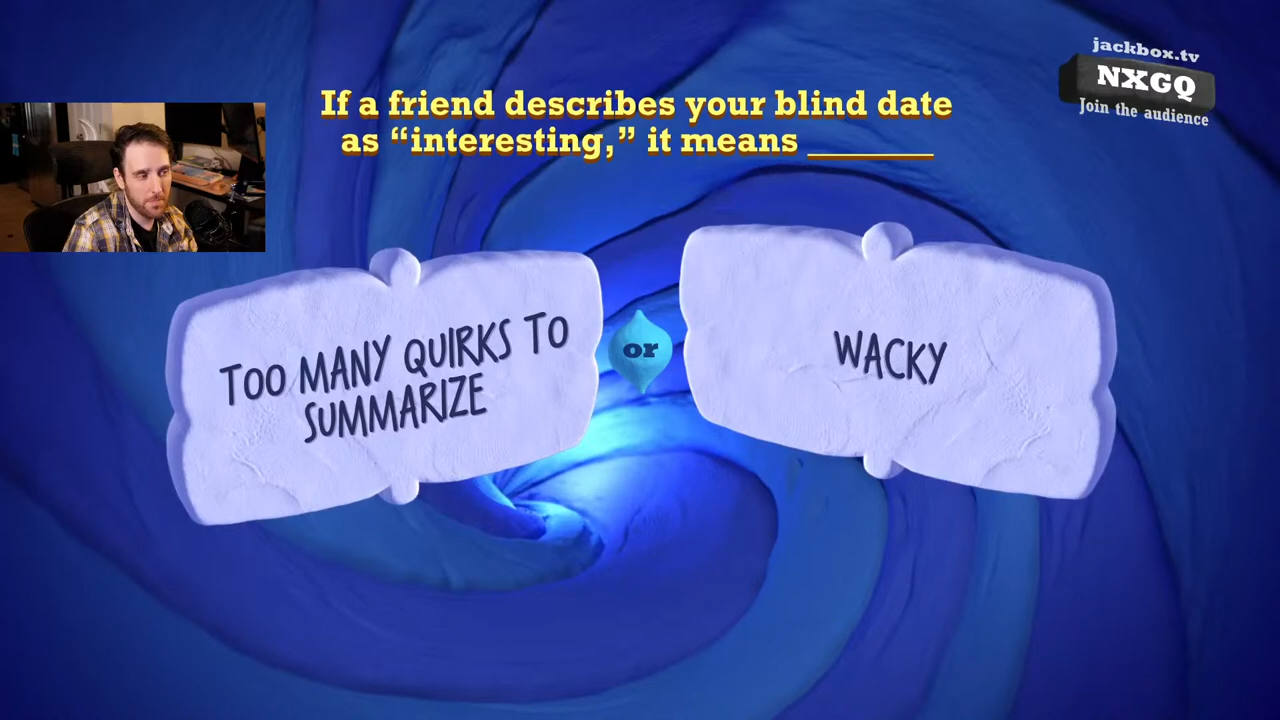 jackbox.tv
NXGQ
Join the audience
If a friend describes your blind date
as “interesting,” it means _______
TOO MANY QUIRKS TO
SUMMARIZE
or
WACKY